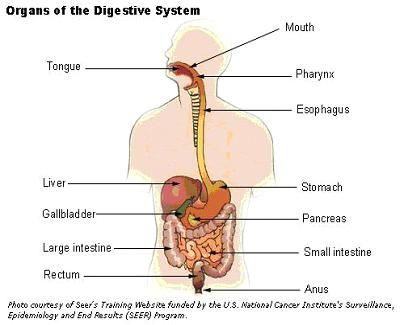 Organs of the Digestive System
Mouth
Tongue
Pharynx
Esophagus
Liver
Stomach
Gallbladder
Pancreas
Large intestine
Small intestine
Rectum
Anus
Photo courtesy of Seer's Training Website funded by the U.S. National Cancer Institute's Surveillance,
Epidemiology and End Results (SEER) Program.